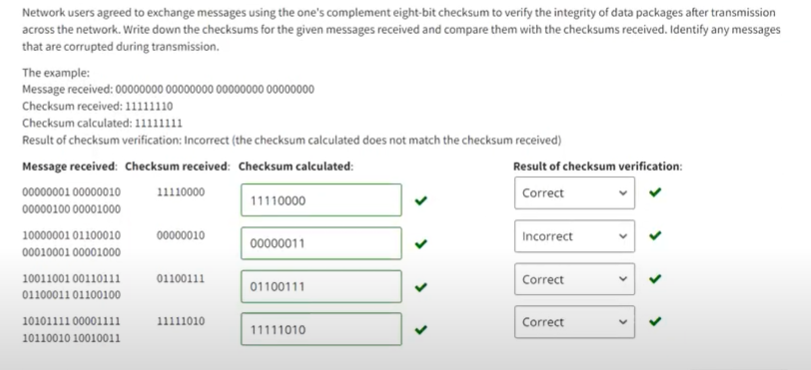 Network users agreed to exchange messages using the one's complement eight-bit checksum to verify the integrity of data packages after transmission
across the network. Write down the checksums for the given messages received and compare them with the checksums received. Identify any messages
that are corrupted during transmission.
The example:
Message received: 00000000 00000000 00000000 00000000
Checksum received: 11111110
Checksum calculated: 11111111
Result of checksum verification: Incorrect (the checksum calculated does not match the checksum received)
Message received: Checksum received: Checksum calculated: Result of checksum verification:
00000001 00000010 11110000 11110000 Correct
00000100 00001000
10000001 01100010 00000010 00000011 Incorrect
00010001 00001000
10011001 00110111 01100111 01100111 Correct
01100011 01100100
10101111 00001111 11111010 11111010 Correct
10110010 10010011